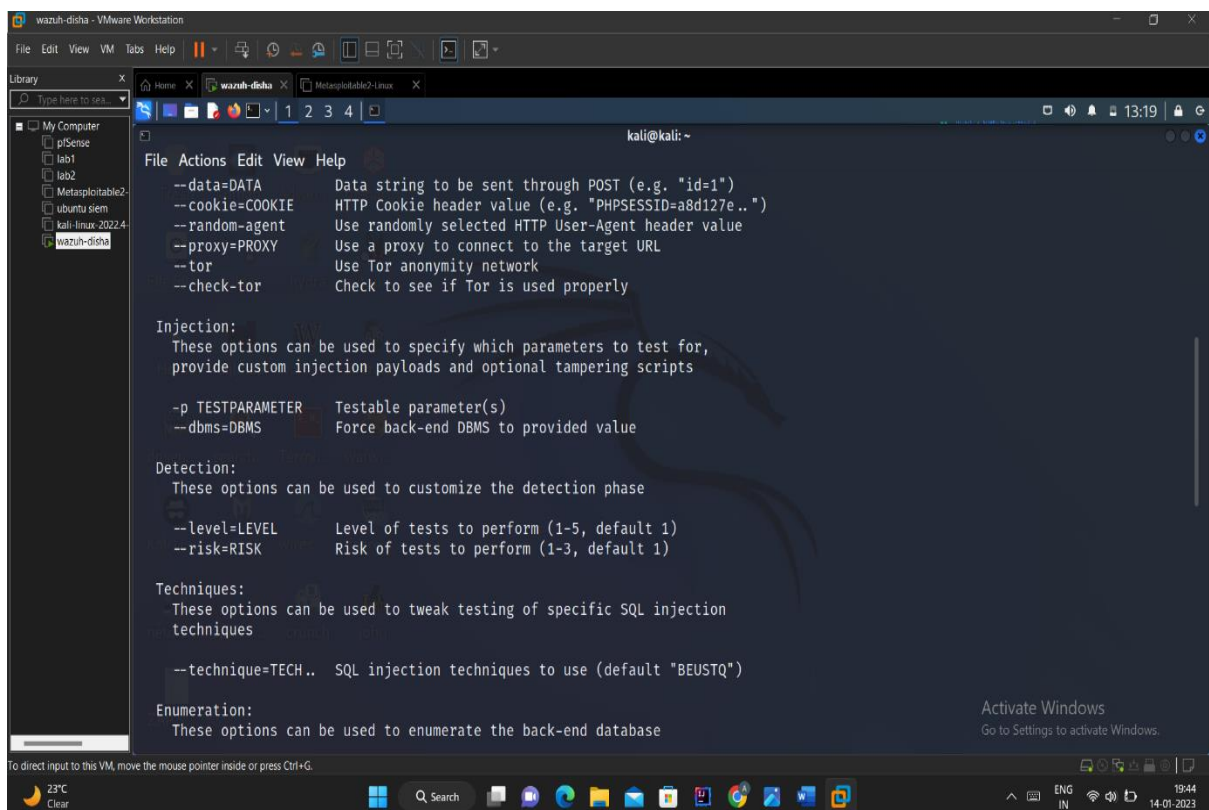 wazuh-disha - VMware Workstation
File Edit View VM Tabs Help
Library X
Type here to sea...
My Computer
pfSense
lab1
lab2
Metasploitable2-
ubuntu siem
kali-linux-2022.4-
wazuh-disha
Home X wazuh-disha X Metasploitable2-Linux X
1 2 3 4 13:19
kali@kali: ~
File Actions Edit View Help
--data=DATA Data string to be sent through POST (e.g. "id=1")
--cookie=COOKIE HTTP Cookie header value (e.g. "PHPSESSID=a8d127e..")
--random-agent Use randomly selected HTTP User-Agent header value
--proxy=PROXY Use a proxy to connect to the target URL
--tor Use Tor anonymity network
--check-tor Check to see if Tor is used properly
Injection:
These options can be used to specify which parameters to test for,
provide custom injection payloads and optional tampering scripts
-p TESTPARAMETER Testable parameter(s)
--dbms=DBMS Force back-end DBMS to provided value
Detection:
These options can be used to customize the detection phase
--level=LEVEL Level of tests to perform (1-5, default 1)
--risk=RISK Risk of tests to perform (1-3, default 1)
Techniques:
These options can be used to tweak testing of specific SQL injection
techniques
--technique=TECH.. SQL injection techniques to use (default "BEUSTQ")
Enumeration:
These options can be used to enumerate the back-end database
Activate Windows
Go to Settings to activate Windows.
To direct input to this VM, move the mouse pointer inside or press Ctrl+G.
23°C
Clear
Search
ENG
IN
19:44
14-01-2023